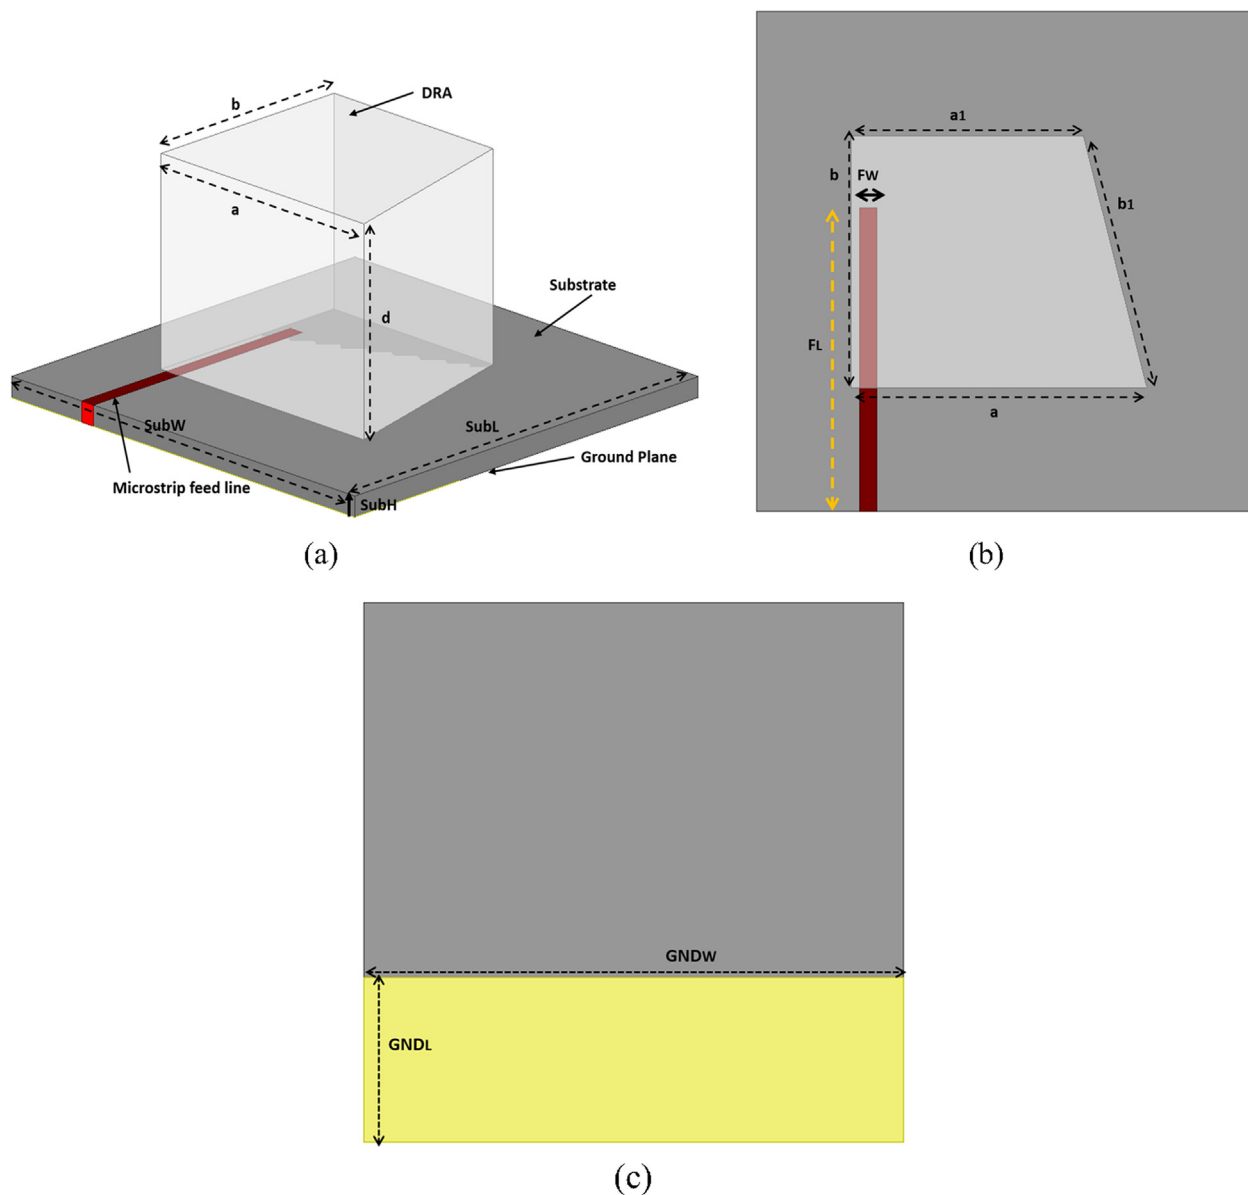 b
DRA
a
d
Substrate
SubW
SubL
Ground Plane
Microstrip feed line
SubH
(a)
a1
b
FW
b1
FL
a
(b)
GNDW
GNDL
(c)